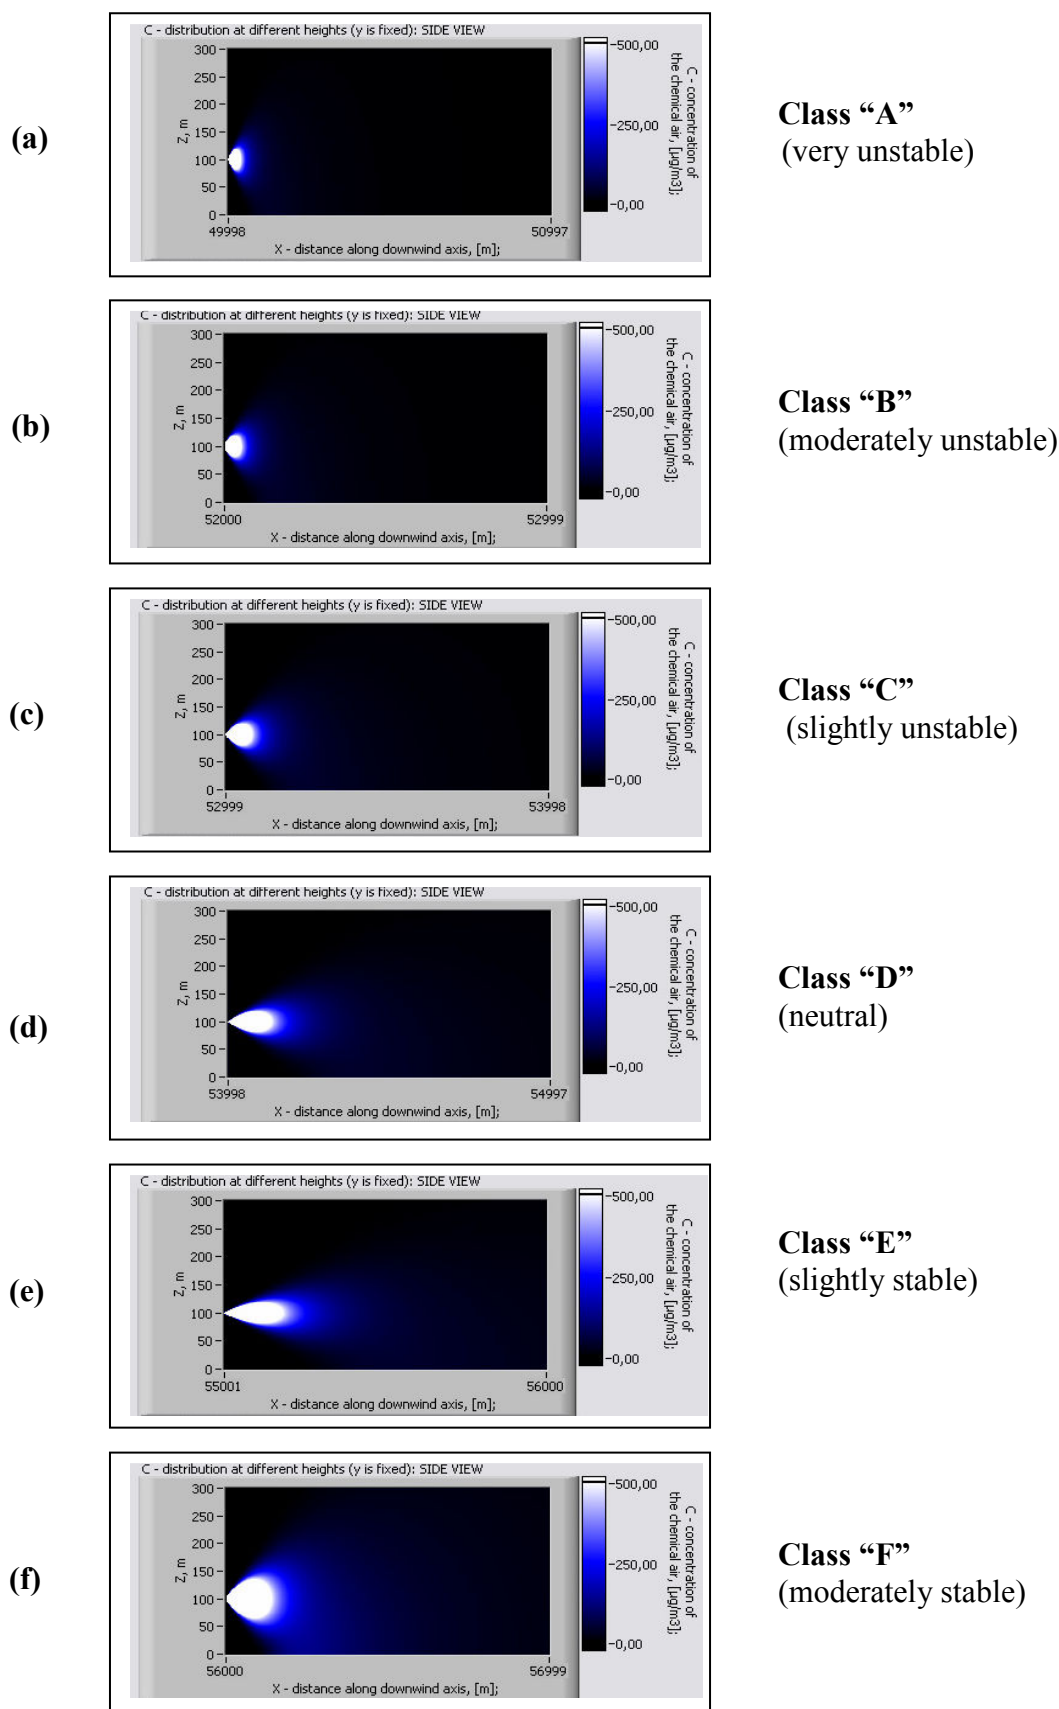 (a)
C - distribution at different heights (y is fixed): SIDE VIEW
300
250
200
150
100
50
0
Z, m
49998
50997
X - distance along downwind axis, [m];
500,00
250,00
0,00
C - concentration of
the chemical air, [µg/m3];
Class “A”
(very unstable)
(b)
C - distribution at different heights (y is fixed): SIDE VIEW
300
250
200
150
100
50
0
Z, m
52000
52999
X - distance along downwind axis, [m];
500,00
250,00
0,00
C - concentration of
the chemical air, [µg/m3];
Class “B”
(moderately unstable)
(c)
C - distribution at different heights (y is fixed): SIDE VIEW
300
250
200
150
100
50
0
Z, m
52999
53998
X - distance along downwind axis, [m];
500,00
250,00
0,00
C - concentration of
the chemical air, [µg/m3];
Class “C”
(slightly unstable)
(d)
C - distribution at different heights (y is fixed): SIDE VIEW
300
250
200
150
100
50
0
Z, m
53998
54997
X - distance along downwind axis, [m];
500,00
250,00
0,00
C - concentration of
the chemical air, [µg/m3];
Class “D”
(neutral)
(e)
C - distribution at different heights (y is fixed): SIDE VIEW
300
250
200
150
100
50
0
Z, m
55001
56000
X - distance along downwind axis, [m];
500,00
250,00
0,00
C - concentration of
the chemical air, [µg/m3];
Class “E”
(slightly stable)
(f)
C - distribution at different heights (y is fixed): SIDE VIEW
300
250
200
150
100
50
0
Z, m
56000
56999
X - distance along downwind axis, [m];
500,00
250,00
0,00
C - concentration of
the chemical air, [µg/m3];
Class “F”
(moderately stable)